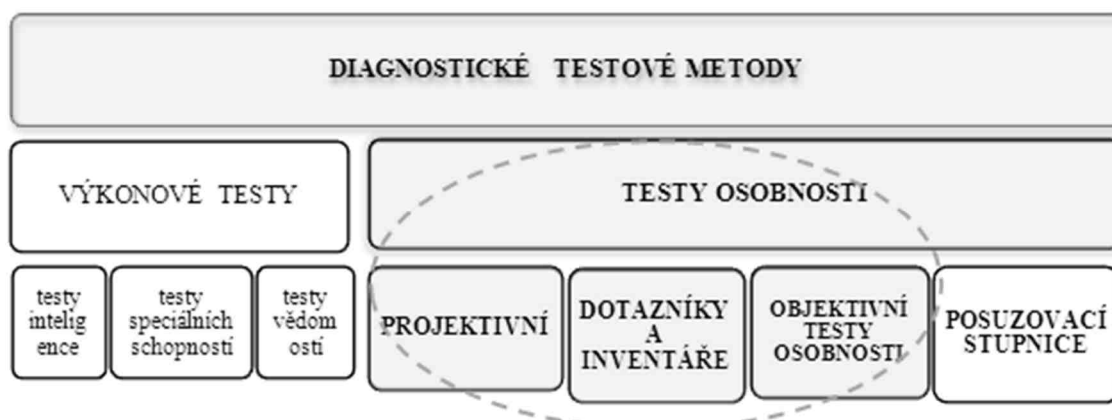 DIAGNOSTICKÉ TESTOVÉ METODY
VÝKONOVÉ TESTY
TESTY OSOBNOSTI
testy
intelig
ence
testy
speciálních
schopností
testy
vědom
ostí
PROJEKTIVNÍ
DOTAZNÍKY
A
INVENTÁŘE
OBJEKTIVNÍ
TESTY
OSOBNOSTI
POSUZOVACÍ
STUPNICE